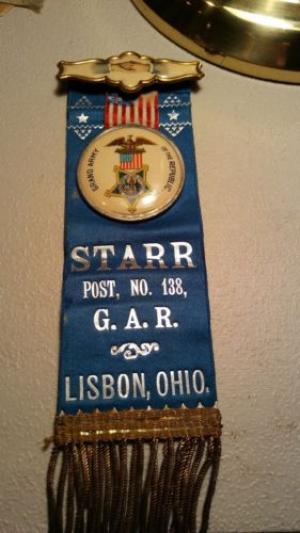 GRAND ARMY OF THE REPUBLIC
STARR
POST, NO. 138,
G. A. R.
LISBON, OHIO.